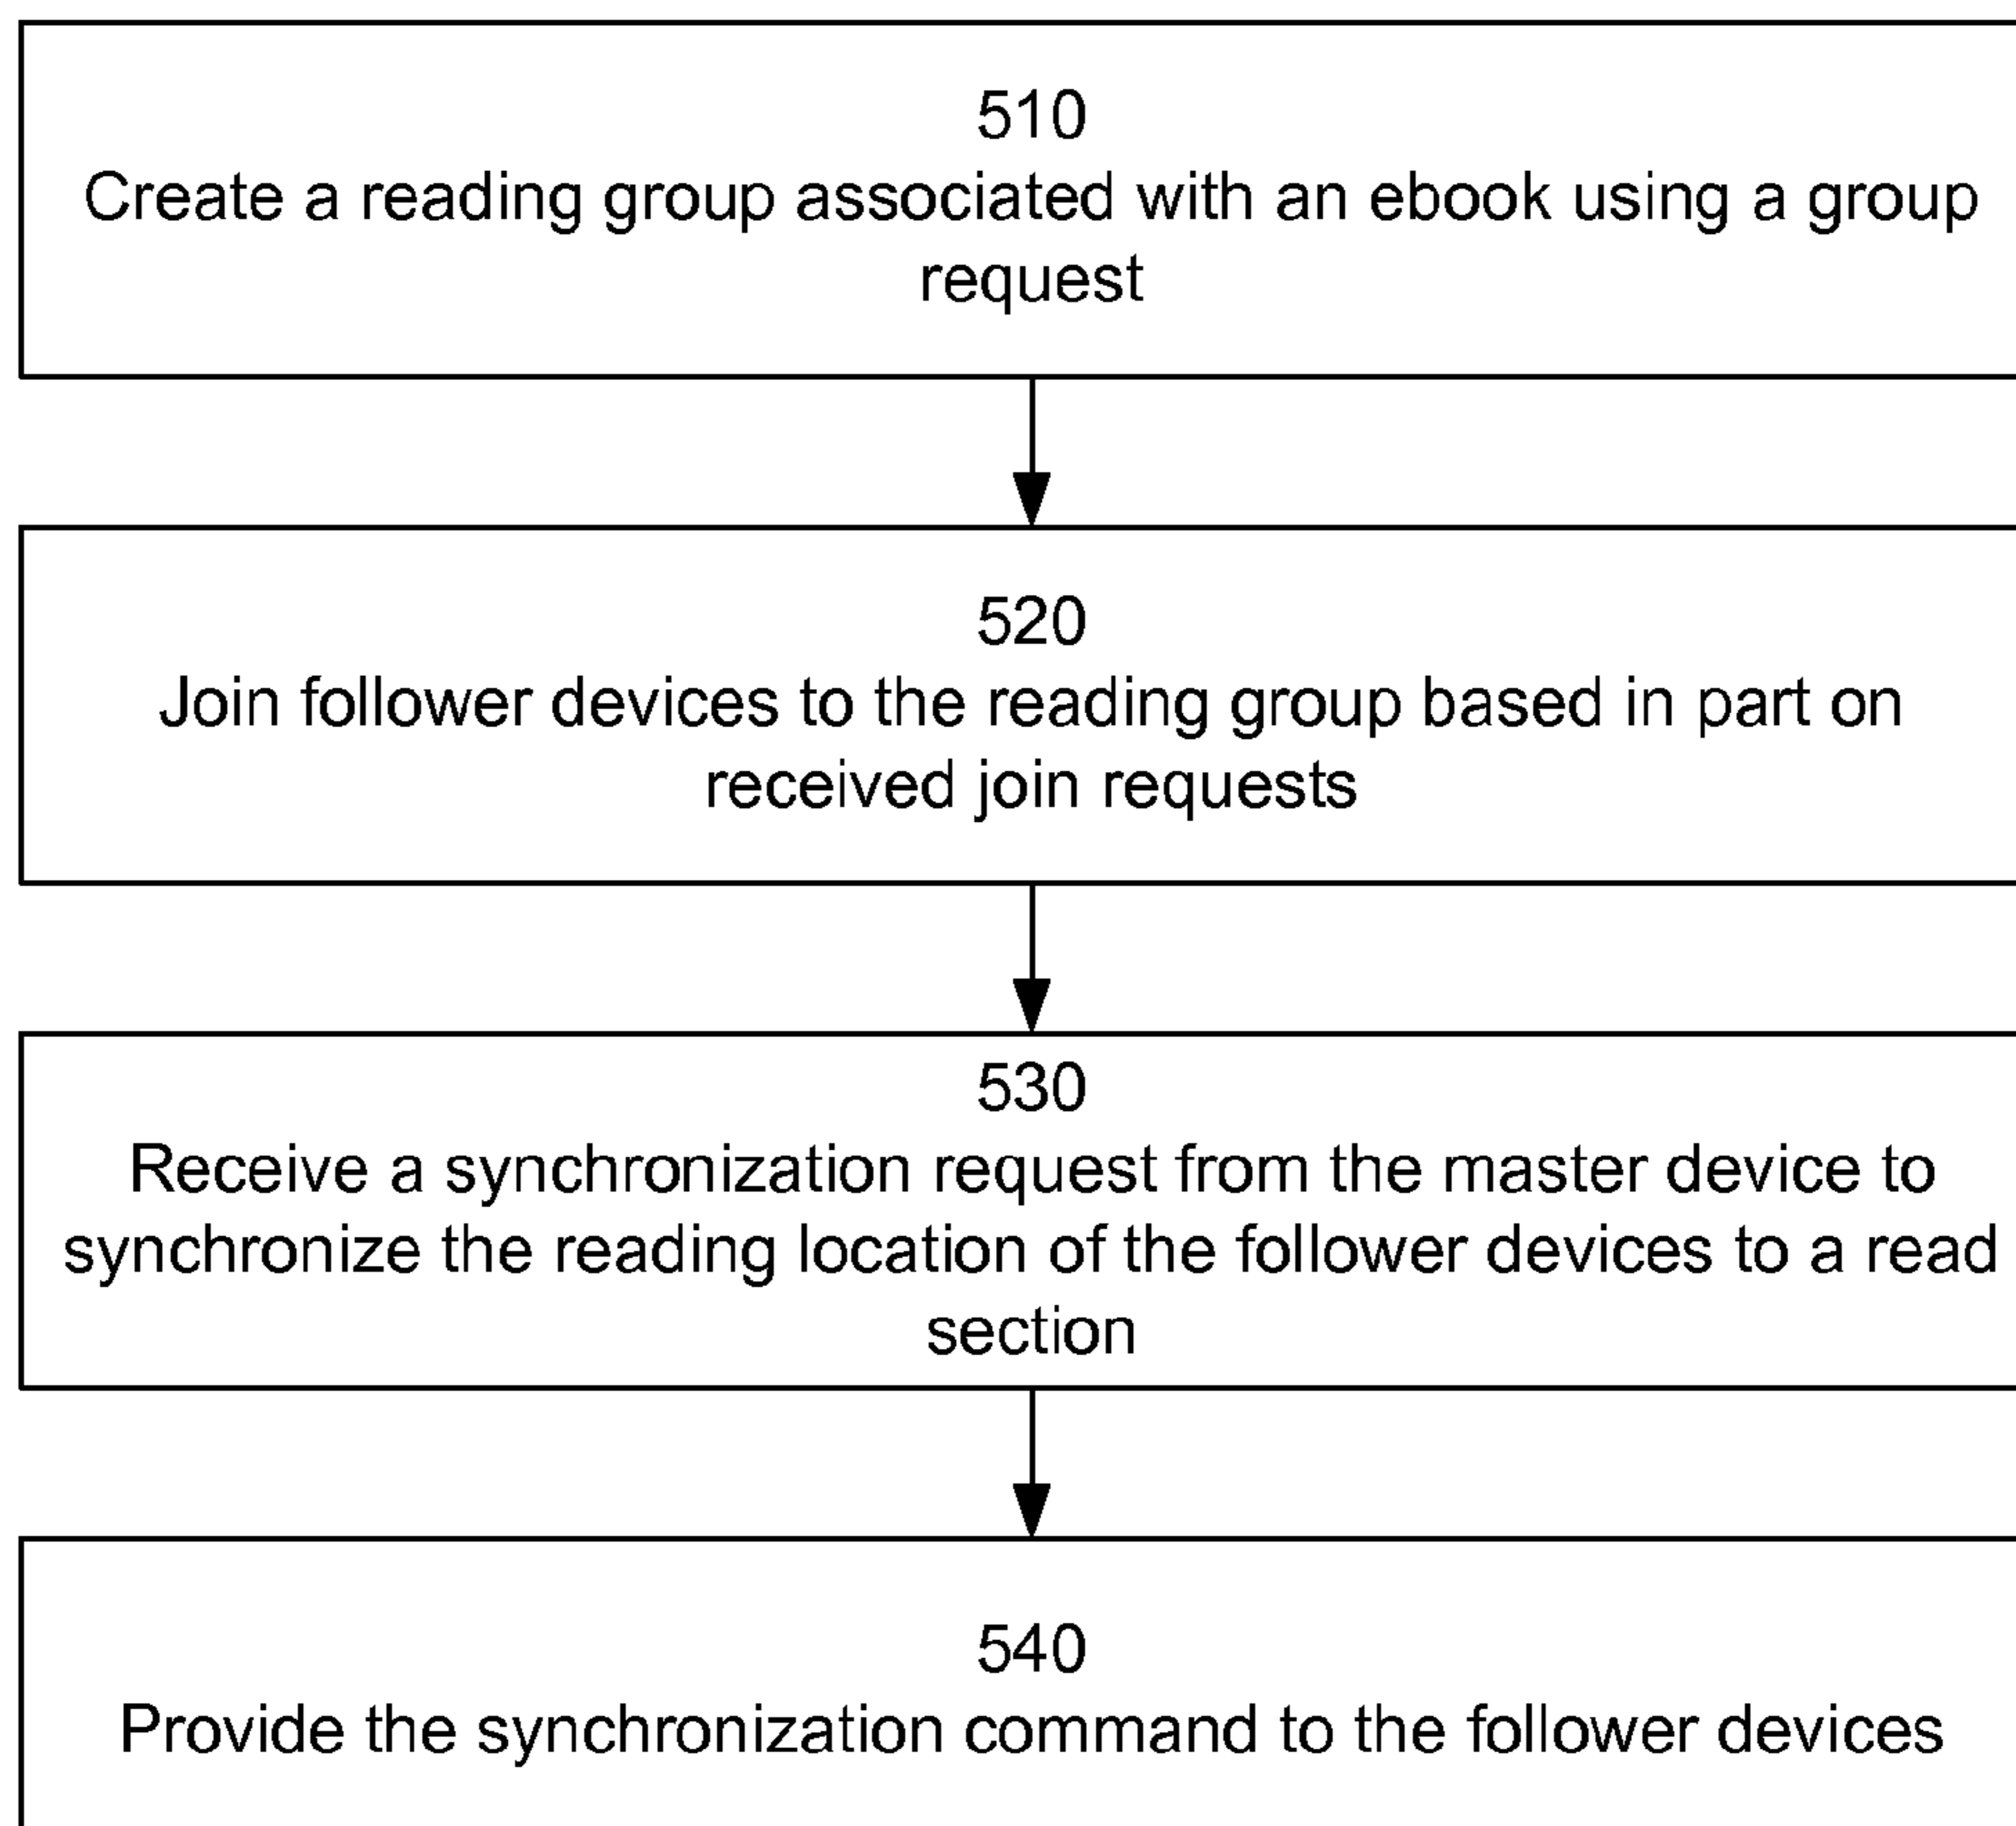 510
Create a reading group associated with an ebook using a group
request
520
Join follower devices to the reading group based in part on
received join requests
530
Receive a synchronization request from the master device to
synchronize the reading location of the follower devices to a read
section
540
Provide the synchronization command to the follower devices